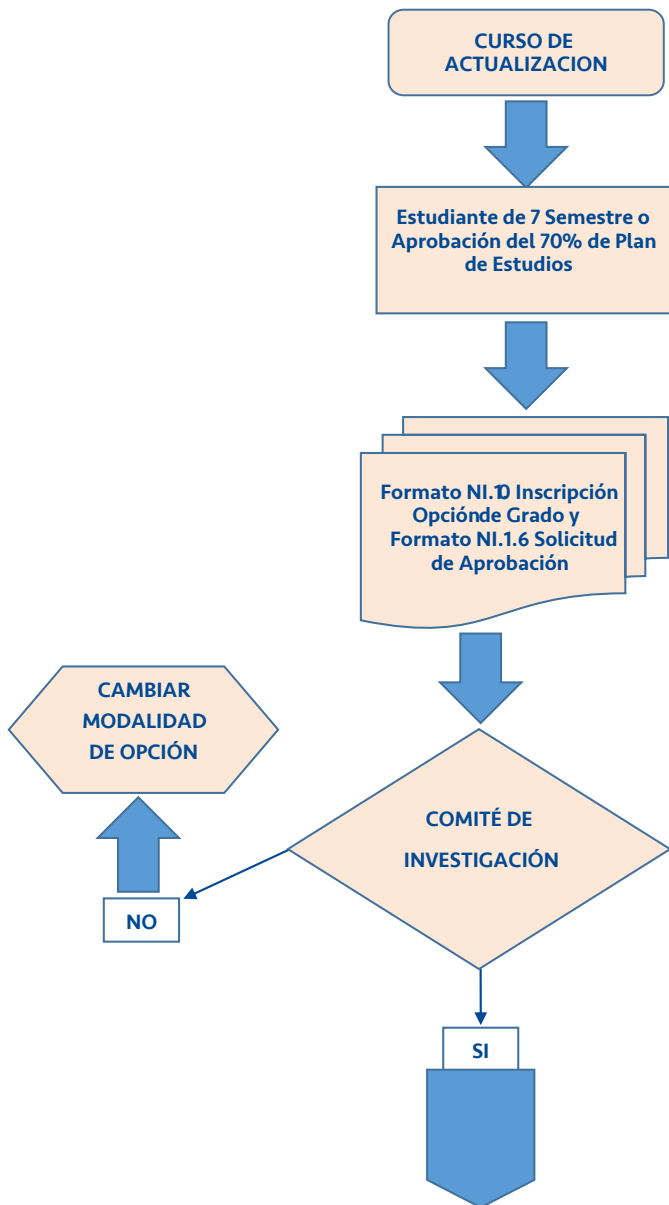 CURSO DE
ACTUALIZACION
Estudiante de 7 Semestre o
Aprobación del 70% de Plan
de Estudios
Formato NI.10 Inscripción
Opciónde Grado y
Formato NI.1.6 Solicitud
de Aprobación
CAMBIAR
MODALIDAD
DE OPCIÓN
COMITÉ DE
INVESTIGACIÓN
NO
SI